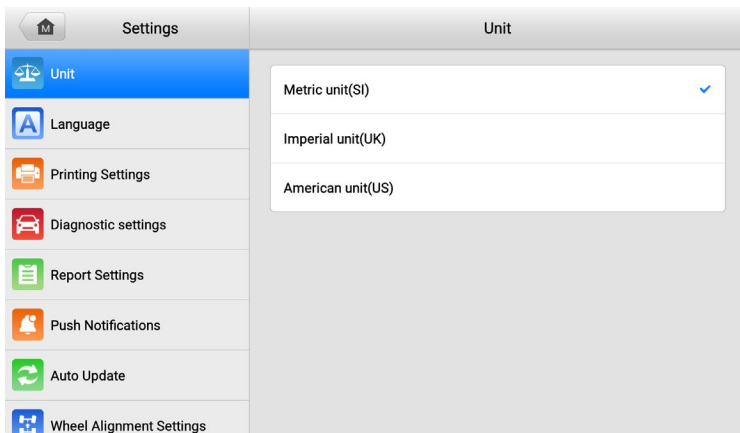 M
Settings
Unit
Unit
Language
Printing Settings
Diagnostic settings
Report Settings
Push Notifications
Auto Update
Wheel Alignment Settings
Metric unit(SI)
Imperial unit(UK)
American unit(US)